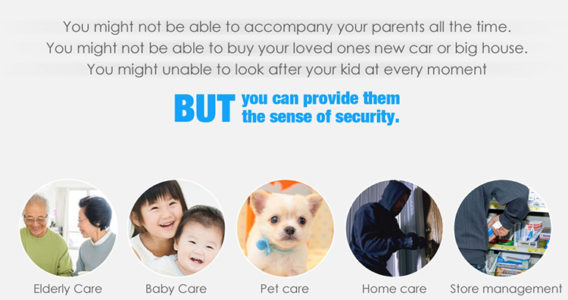 You might not be able to accompany your parents all the time.
You might not be able to buy your loved ones new car or big house.
You might unable to look after your kid at every moment
BUT you can provide them
the sense of security.
Elderly Care
Baby Care
Pet care
Home care
Store management